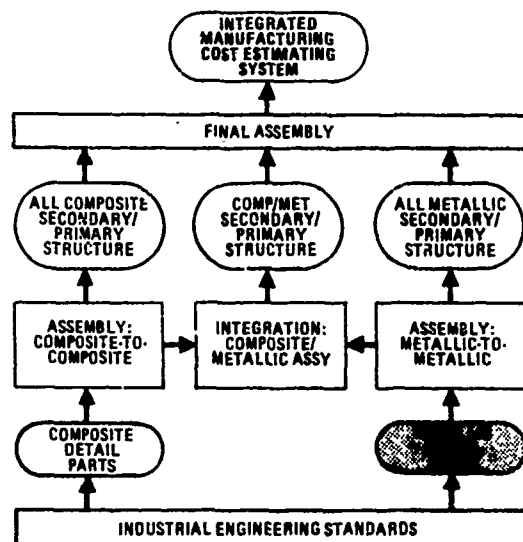 INTEGRATED
MANUFACTURING
COST ESTIMATING
SYSTEM
FINAL ASSEMBLY
ALL COMPOSITE
SECONDARY/
PRIMARY
STRUCTURE
COMP/MET
SECONDARY/
PRIMARY
STRUCTURE
ALL METALLIC
SECONDARY/
PRIMARY
STRUCTURE
ASSEMBLY:
COMPOSITE-TO-
COMPOSITE
INTEGRATION:
COMPOSITE/
METALLIC ASSY
ASSEMBLY:
METALLIC-TO-
METALLIC
COMPOSITE
DETAIL
PARTS
INDUSTRIAL ENGINEERING STANDARDS